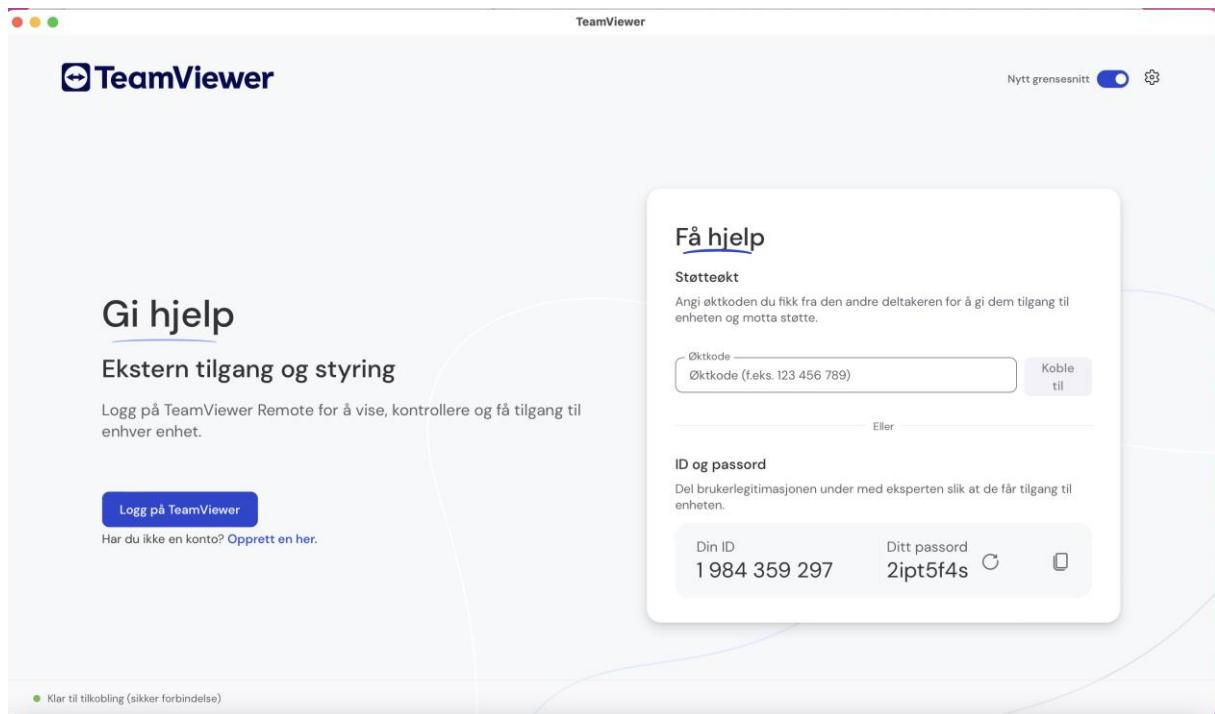 TeamViewer
TeamViewer
Nytt grensesnitt
Gi hjelp
Ekstern tilgang og styring
Logg på TeamViewer Remote for å vise, kontrollere og få tilgang til
enhver enhet.
Logg på TeamViewer
Har du ikke en konto? Opprett en her.
Få hjelp
Støtteøkt
Angi øktkoden du fikk fra den andre deltakeren for å gi dem tilgang til
enheten og motta støtte.
Øktkode
Øktkode (f.eks. 123 456 789)
Koble
til
Eller
ID og passord
Del brukerlegitimasjonen under med eksperten slik at de får tilgang til
enheten.
Din ID
1 984 359 297
Ditt passord
2ipt5f4s
Klar til tilkobling (sikker forbindelse)